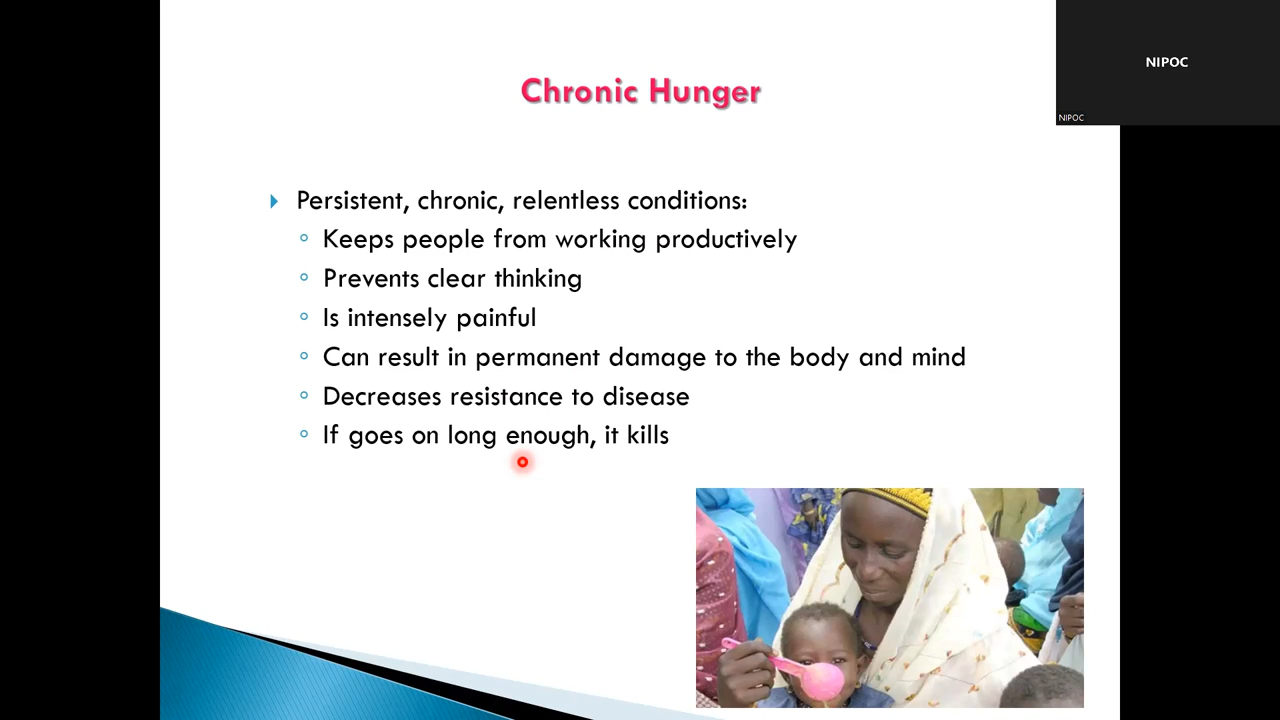 NIPOC
NIPOC
Chronic Hunger
Persistent, chronic, relentless conditions:
Keeps people from working productively
Prevents clear thinking
Is intensely painful
Can result in permanent damage to the body and mind
Decreases resistance to disease
If goes on long enough, it kills